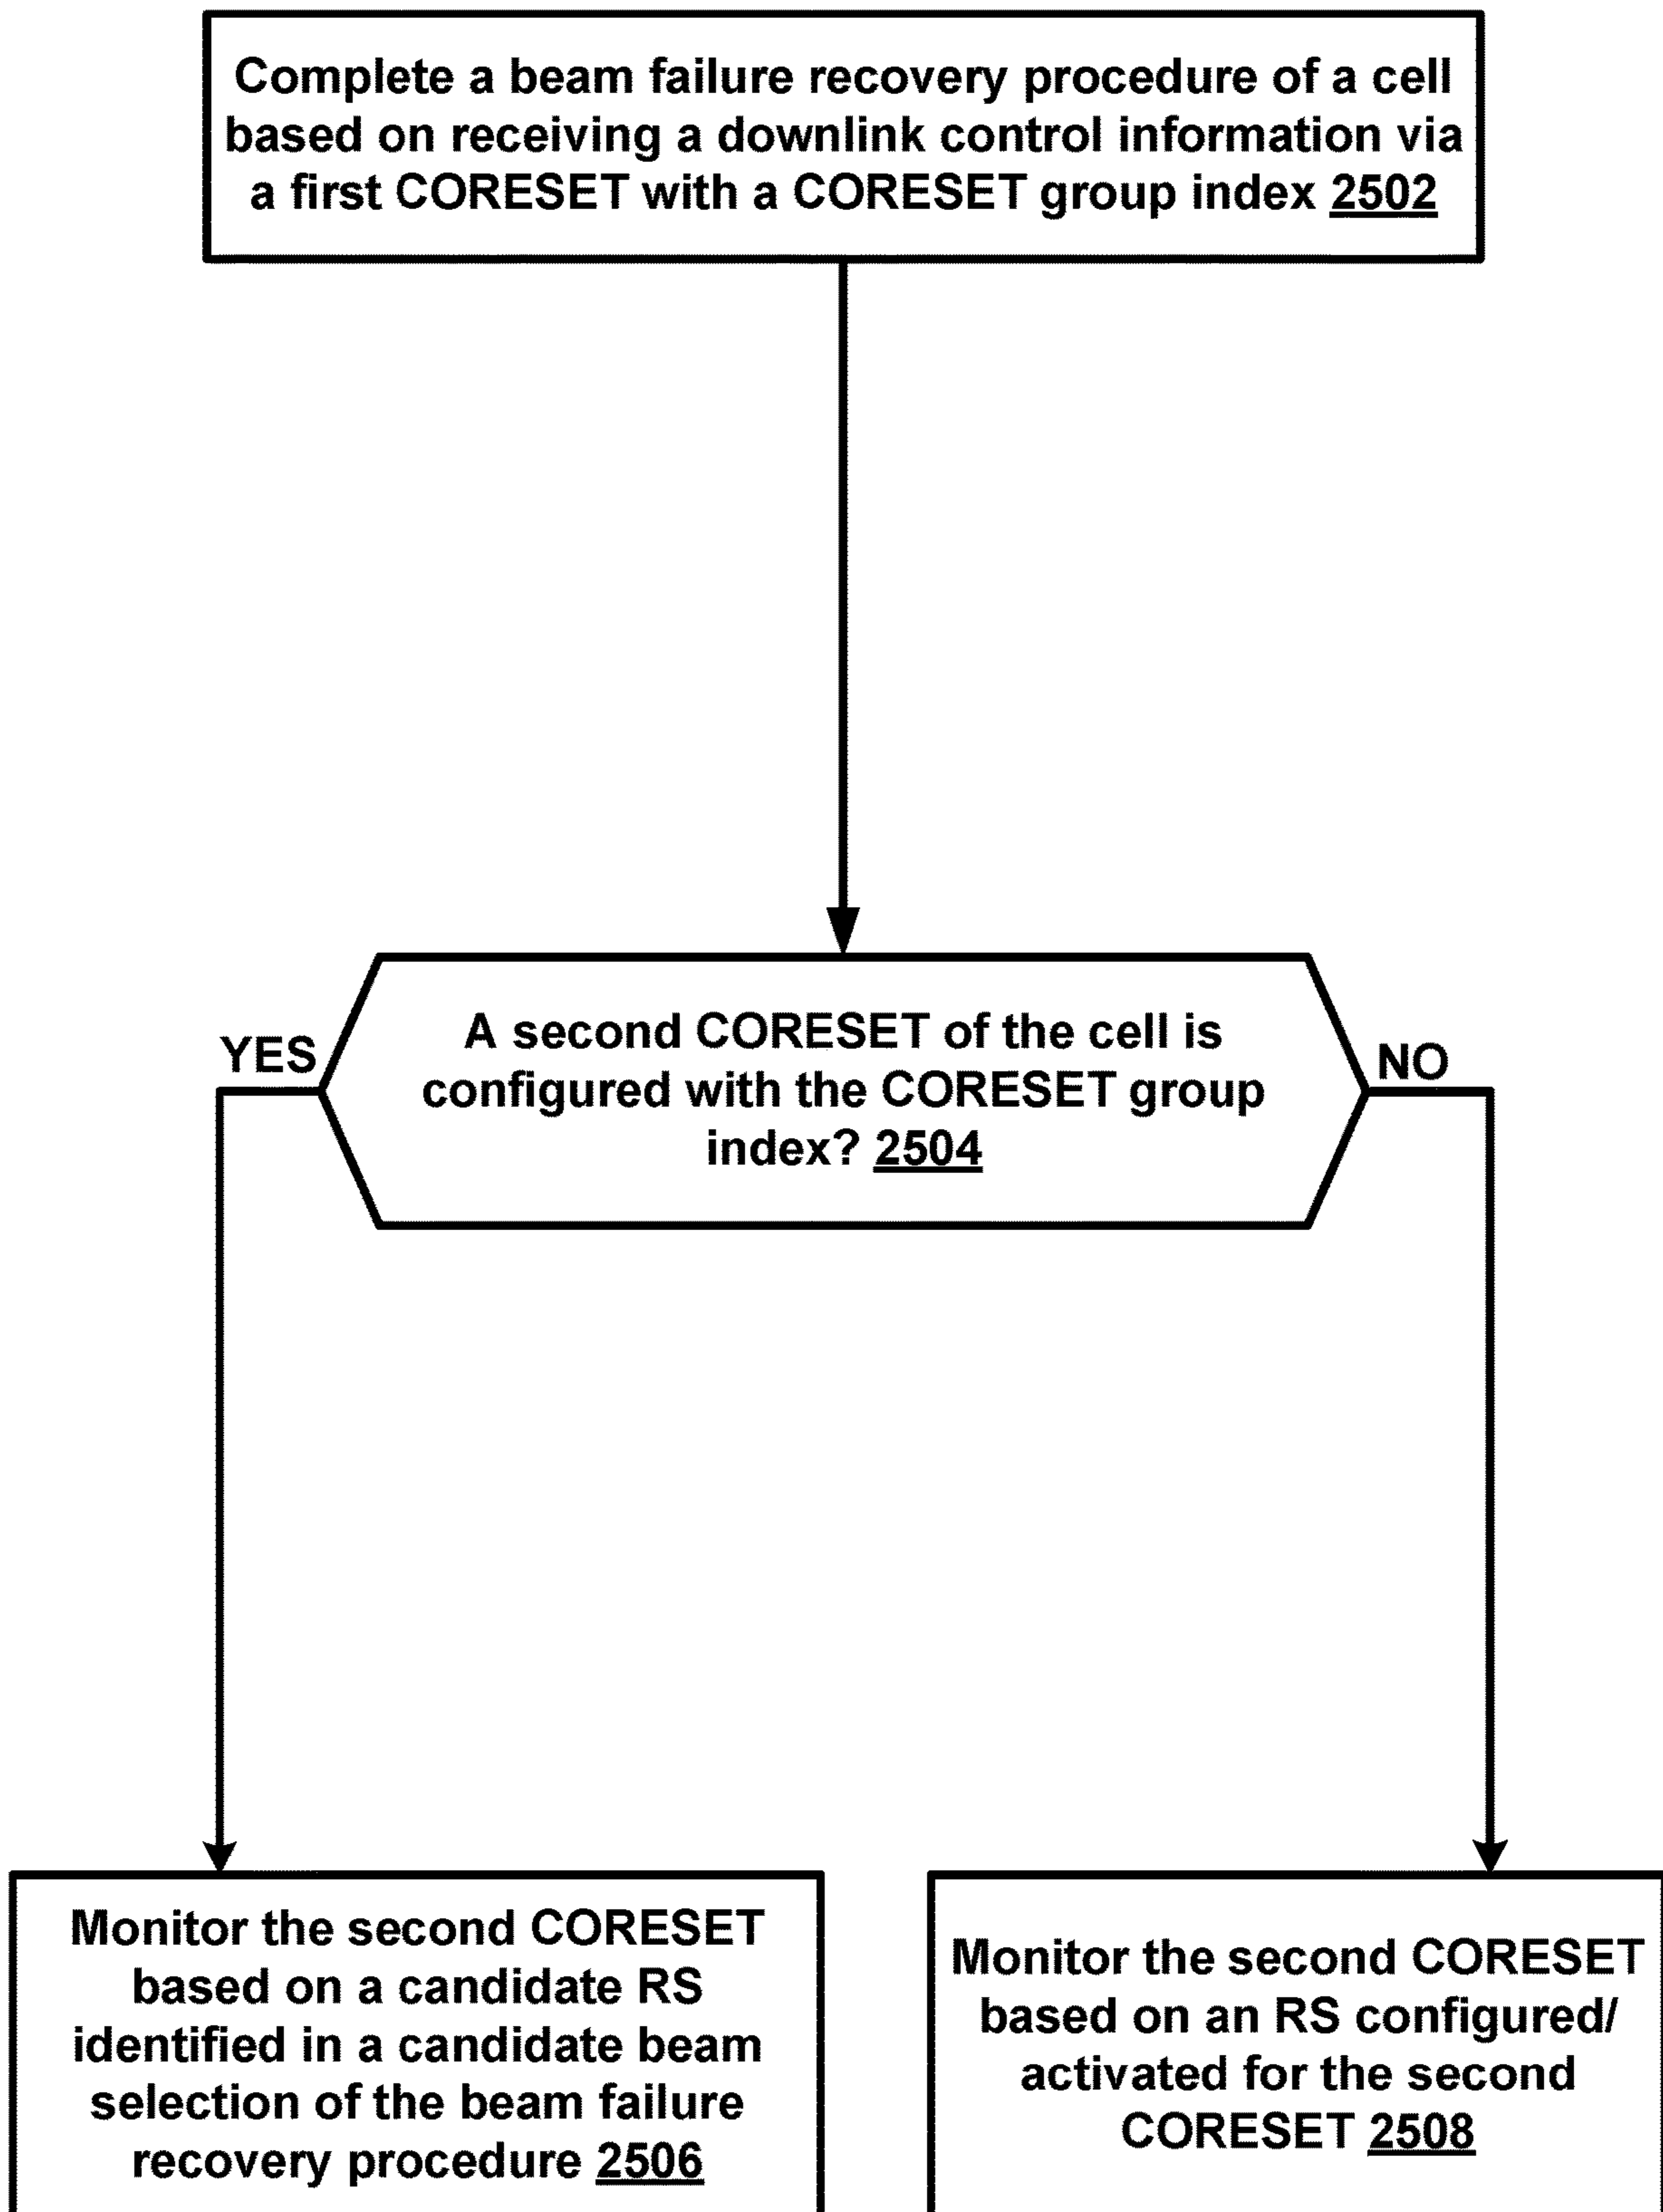 Complete a beam failure recovery procedure of a cell
based on receiving a downlink control information via
a first CORESET with a CORESET group index 2502
A second CORESET of the cell is
configured with the CORESET group
index? 2504
YES
NO
Monitor the second CORESET
based on a candidate RS
identified in a candidate beam
selection of the beam failure
recovery procedure 2506
Monitor the second CORESET
based on an RS configured/
activated for the second
CORESET 2508